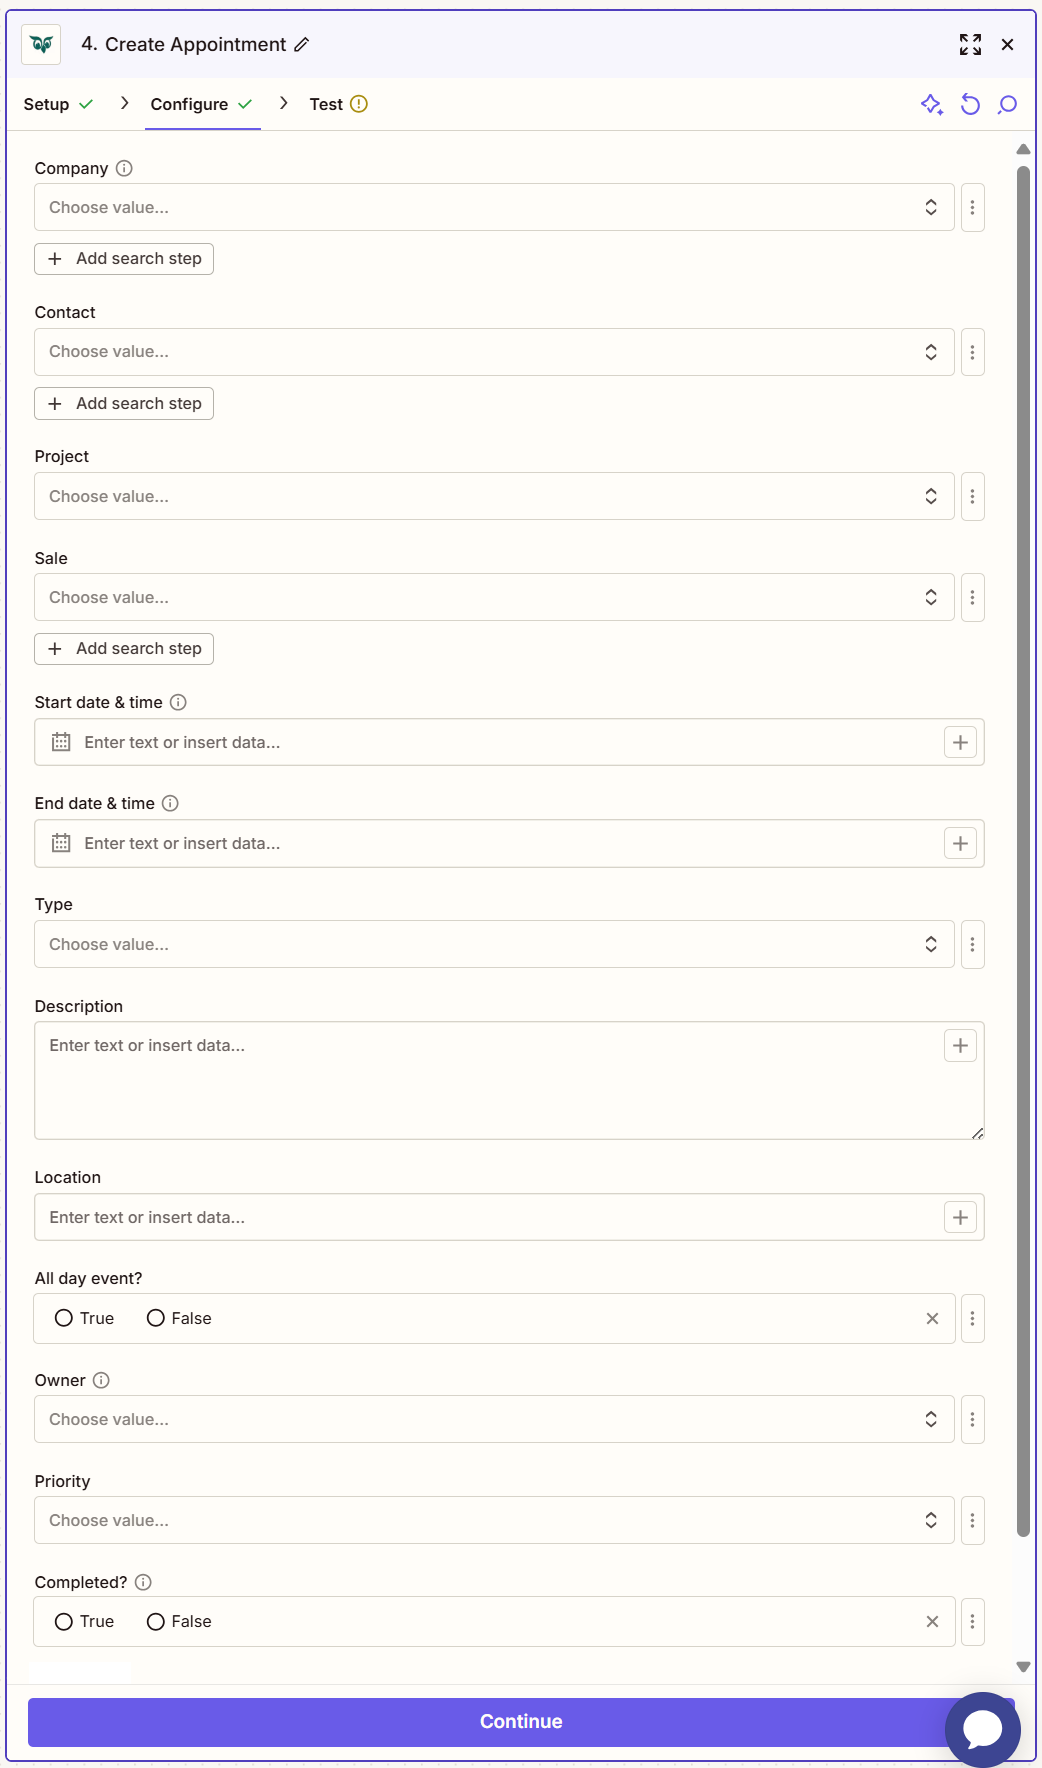 4. Create Appointment
Setup
Configure
Test
Company
Choose value...
Add search step
Contact
Choose value...
Add search step
Project
Choose value...
Sale
Choose value...
Add search step
Start date & time
Enter text or insert data...
End date & time
Enter text or insert data...
Type
Choose value...
Description
Enter text or insert data...
Location
Enter text or insert data...
All day event?
True False
Owner
Choose value...
Priority
Choose value...
Completed?
True False
Continue